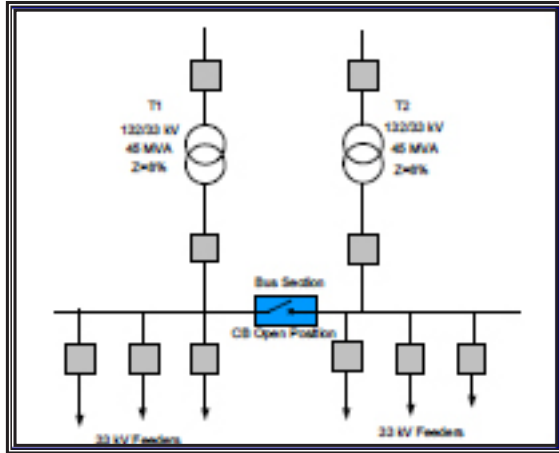 T1
132/33 kV
45 MVA
Z=8%
T2
132/33 kV
45 MVA
Z=8%
Bus Section
CB Open Position
33 kV Feeders
33 kV Feeders